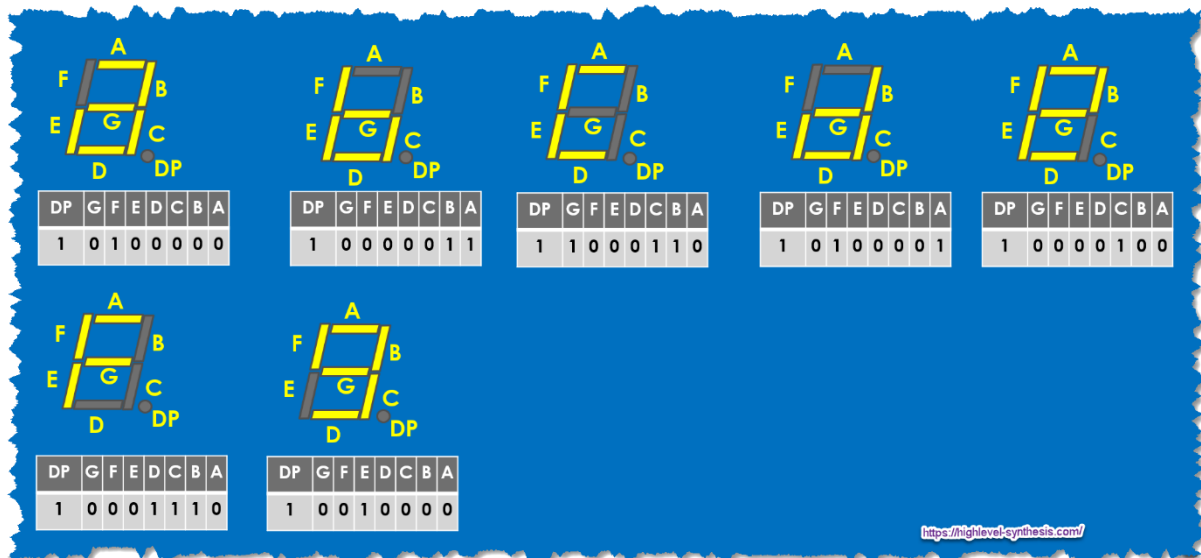 A
F
B
G
E
C
D
DP
DP G F E D C B A
1 0 1 0 0 0 0 0
A
F
B
G
E
C
D
DP
DP G F E D C B A
1 0 0 0 0 0 1 1
A
F
B
G
E
C
D
DP
DP G F E D C B A
1 1 0 0 0 1 1 0
A
F
B
G
E
C
D
DP
DP G F E D C B A
1 0 1 0 0 0 0 1
A
F
B
G
E
C
D
DP
DP G F E D C B A
1 0 0 0 0 1 0 0
A
F
B
G
E
C
D
DP
DP G F E D C B A
1 0 0 0 1 1 1 0
A
F
B
G
E
C
D
DP
DP G F E D C B A
1 0 0 1 0 0 0 0
https://highlevel-synthesis.com/